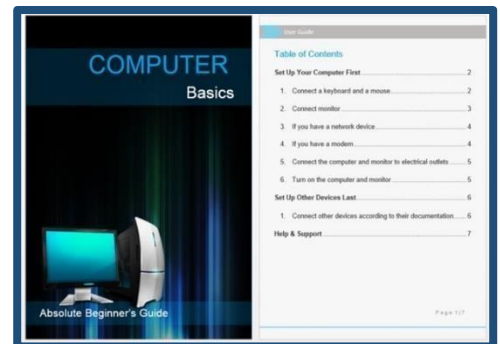 COMPUTER
Basics
Absolute Beginner's Guide
User Guide
Table of Contents
Set Up Your Computer First 2
1. Connect a keyboard and a mouse 2
2. Connect monitor 3
3. If you have a network device 4
4. If you have a modem 4
5. Connect the computer and monitor to electrical outlets 5
6. Turn on the computer and monitor 5
Set Up Other Devices Last 6
1. Connect other devices according to their documentation 6
Help & Support 7
Page 1|7